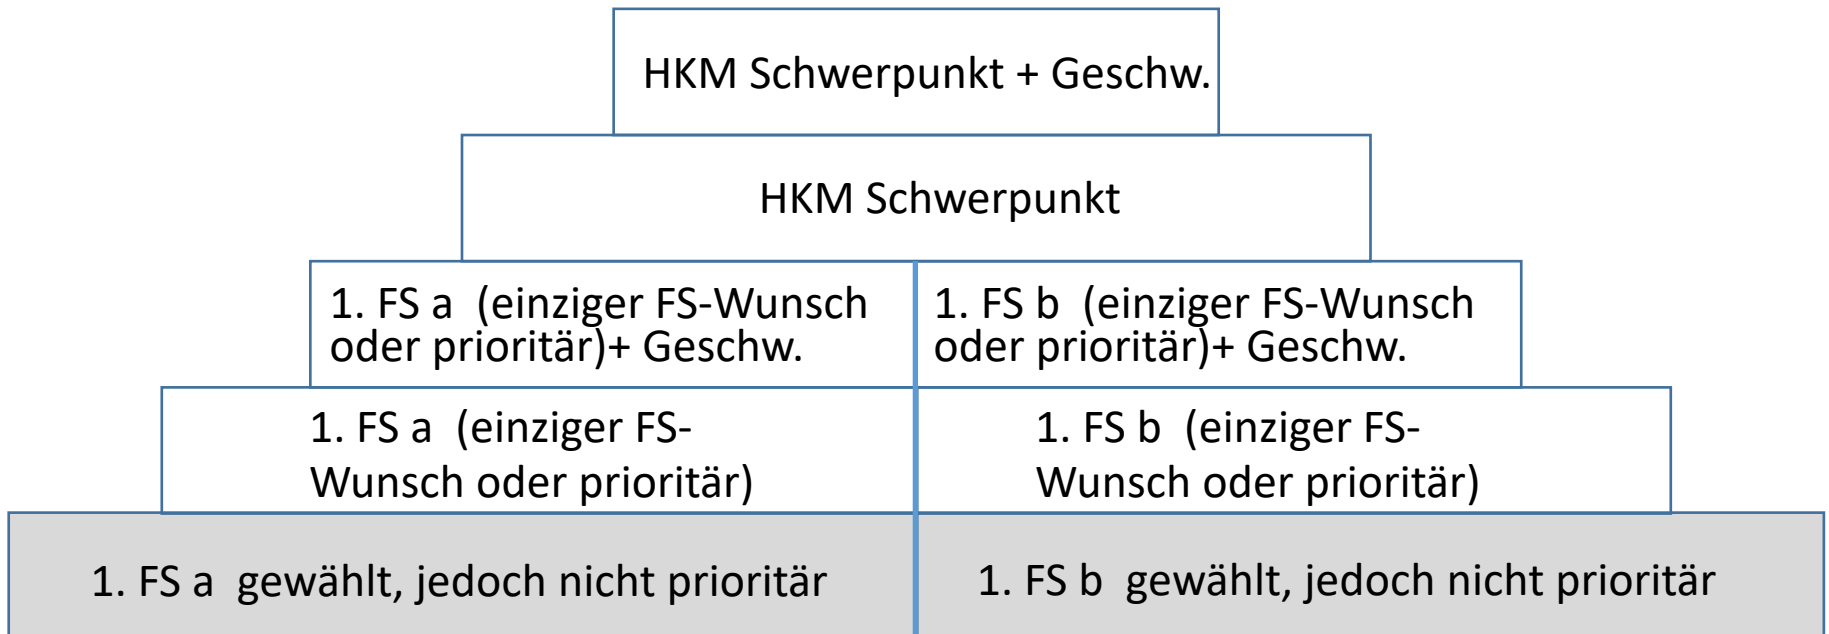 HKM Schwerpunkt + Geschw.
HKM Schwerpunkt
1. FS a (einziger FS-Wunsch
oder prioritär)+ Geschw.
1. FS b (einziger FS-Wunsch
oder prioritär)+ Geschw.
1. FS a (einziger FS-
Wunsch oder prioritär)
1. FS b (einziger FS-
Wunsch oder prioritär)
1. FS a gewählt, jedoch nicht prioritär
1. FS b gewählt, jedoch nicht prioritär